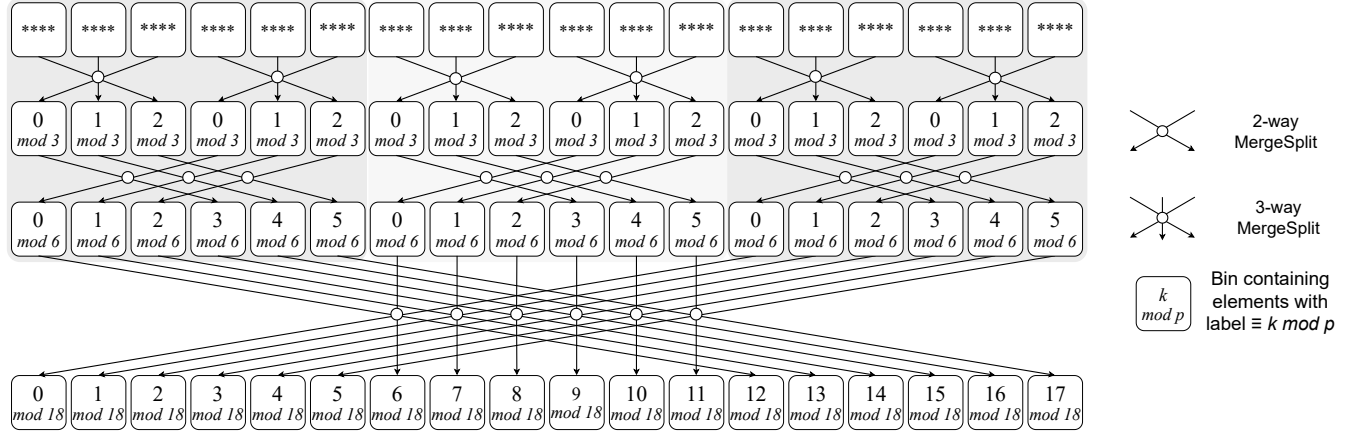 **** **** **** **** **** **** **** **** **** **** **** **** **** **** **** **** **** ****
0 1 2 0 1 2 0 1 2 0 1 2 0 1 2 0 1 2
mod 3 mod 3 mod 3 mod 3 mod 3 mod 3 mod 3 mod 3 mod 3 mod 3 mod 3 mod 3 mod 3 mod 3 mod 3 mod 3 mod 3 mod 3
0 1 2 3 4 5 0 1 2 3 4 5 0 1 2 3 4 5
mod 6 mod 6 mod 6 mod 6 mod 6 mod 6 mod 6 mod 6 mod 6 mod 6 mod 6 mod 6 mod 6 mod 6 mod 6 mod 6 mod 6 mod 6
0 1 2 3 4 5 6 7 8 9 10 11 12 13 14 15 16 17
mod 18 mod 18 mod 18 mod 18 mod 18 mod 18 mod 18 mod 18 mod 18 mod 18 mod 18 mod 18 mod 18 mod 18 mod 18 mod 18 mod 18 mod 18
2-way
MergeSplit
3-way
MergeSplit
k
mod p
Bin containing
elements with
label ≡ k mod p